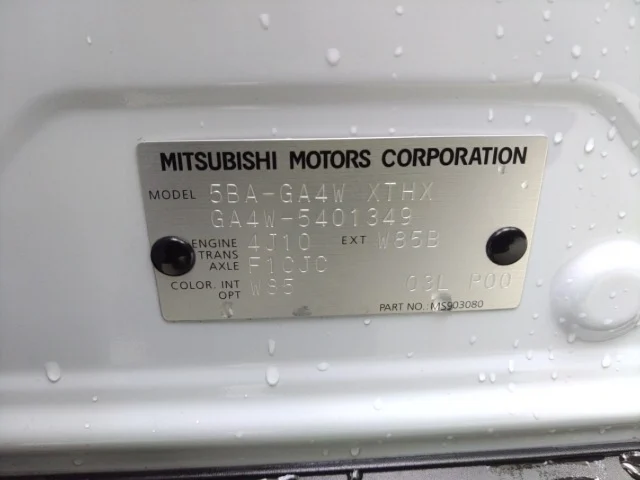 MITSUBISHI MOTORS CORPORATION
MODEL 5BA-GA4W XTHX
GA4W-5401349
ENGINE 4J10 EXT W85B
TRANS
AXLE F1CJC
COLOR. INT W85 03L P00
OPT
PART NO.: MS903080